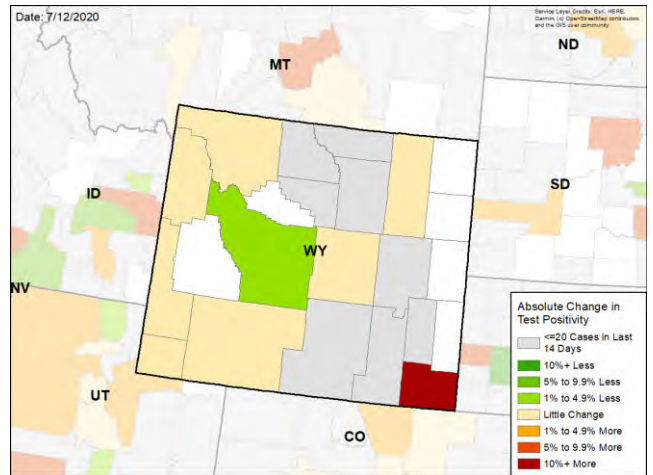 Date: 7/12/2020
Service Layer Credits: Esri, HERE,
Garmin, (c) OpenStreetMap contributors,
and the GIS user community
ND
MT
ID
SD
WY
NV
UT
CO
Absolute Change in
Test Positivity
<=20 Cases in Last
14 Days
10%+ Less
5% to 9.9% Less
1% to 4.9% Less
Little Change
1% to 4.9% More
5% to 9.9% More
10%+ More